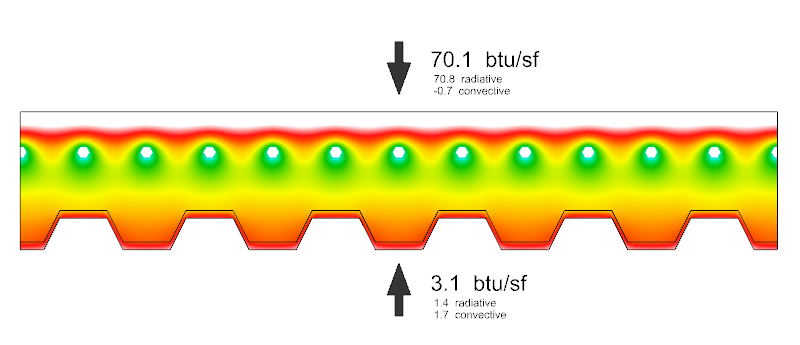 70.1 btu/sf
70.8 radiative
-0.7 convective
3.1 btu/sf
1.4 radiative
1.7 convective